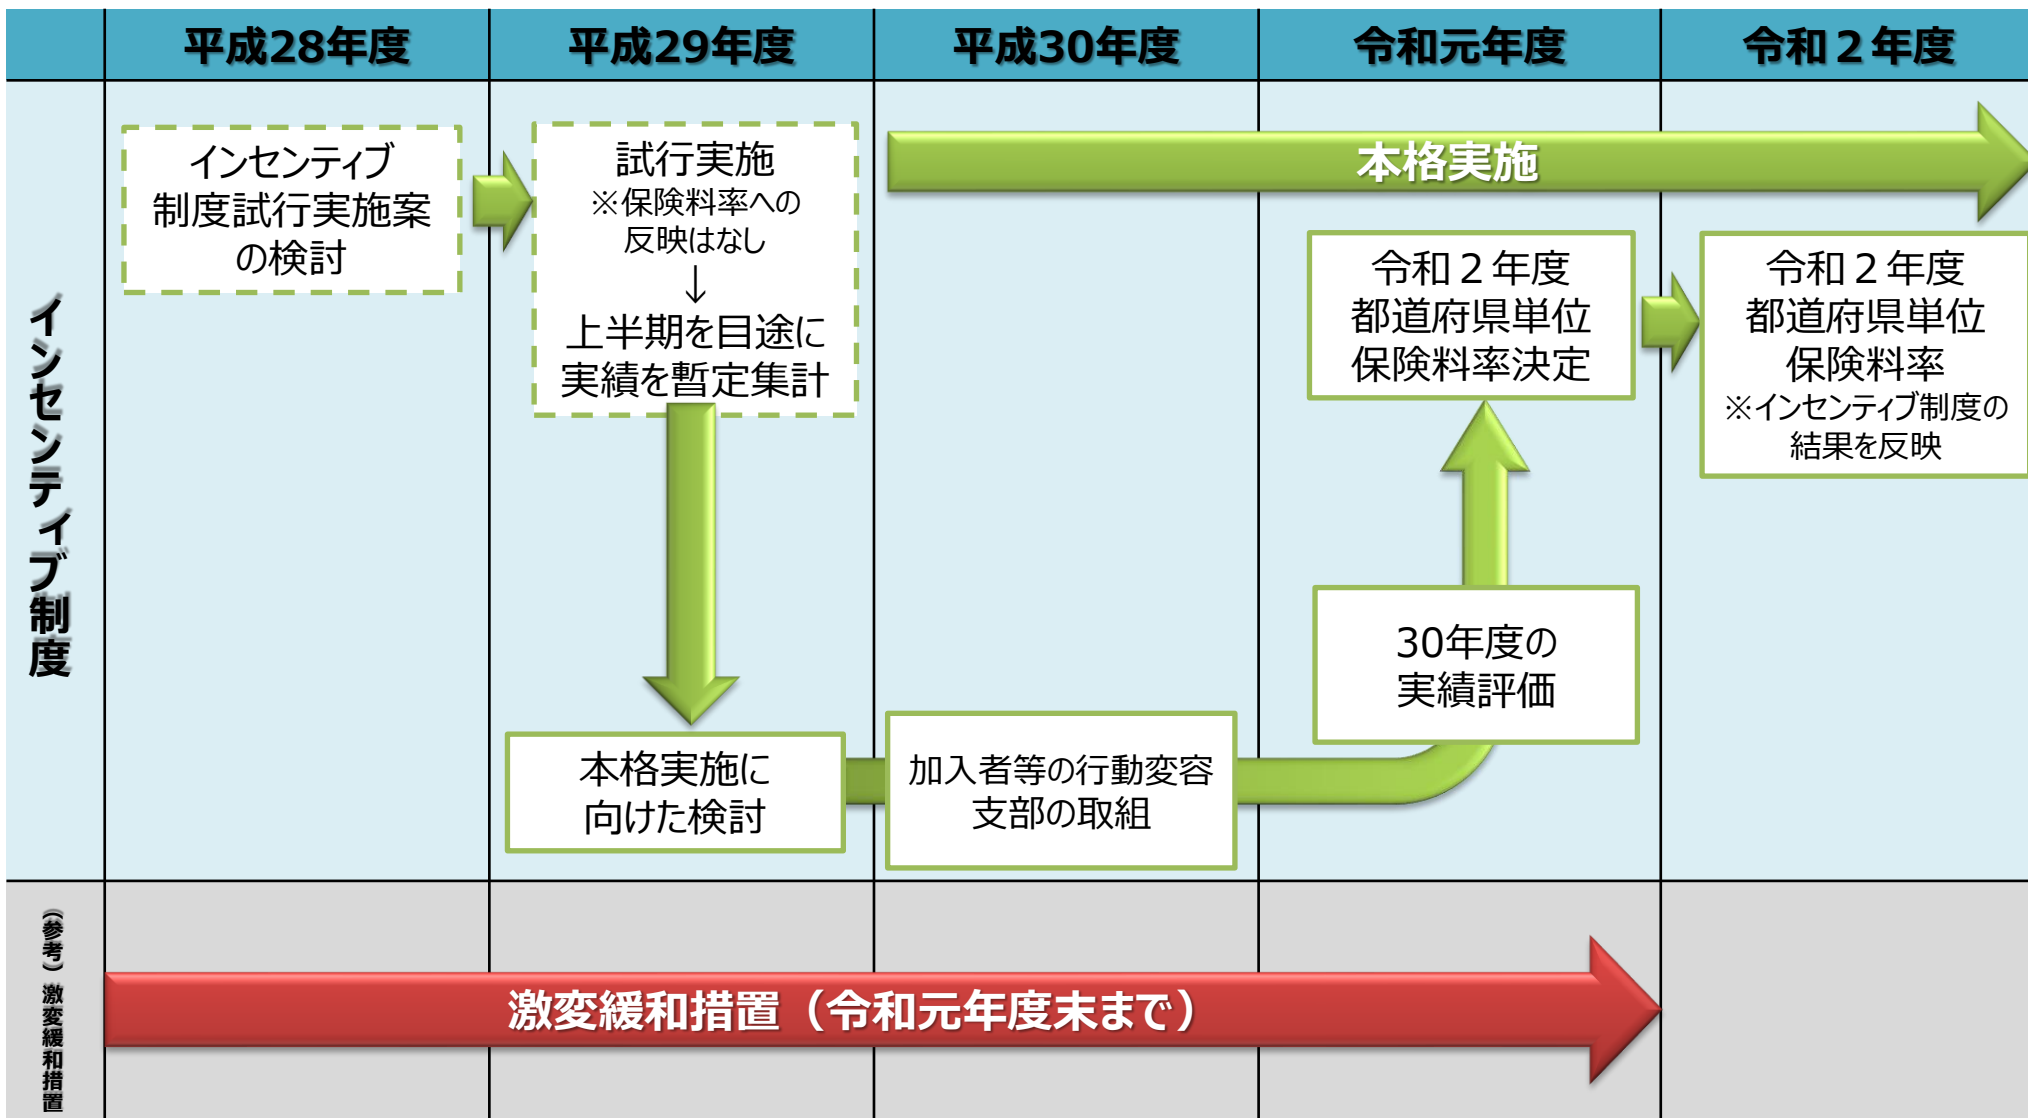 平成28年度
平成29年度
平成30年度
令和元年度
令和２年度
インセンティブ制度
インセンティブ
制度試行実施案
の検討
試行実施
※保険料率への
反映はなし
↓
上半期を目途に
実績を暫定集計
本格実施に
向けた検討
加入者等の行動変容
支部の取組
本格実施
30年度の
実績評価
令和２年度
都道府県単位
保険料率決定
令和２年度
都道府県単位
保険料率
※インセンティブ制度の
結果を反映
（参考）激変緩和措置
激変緩和措置（令和元年度末まで）